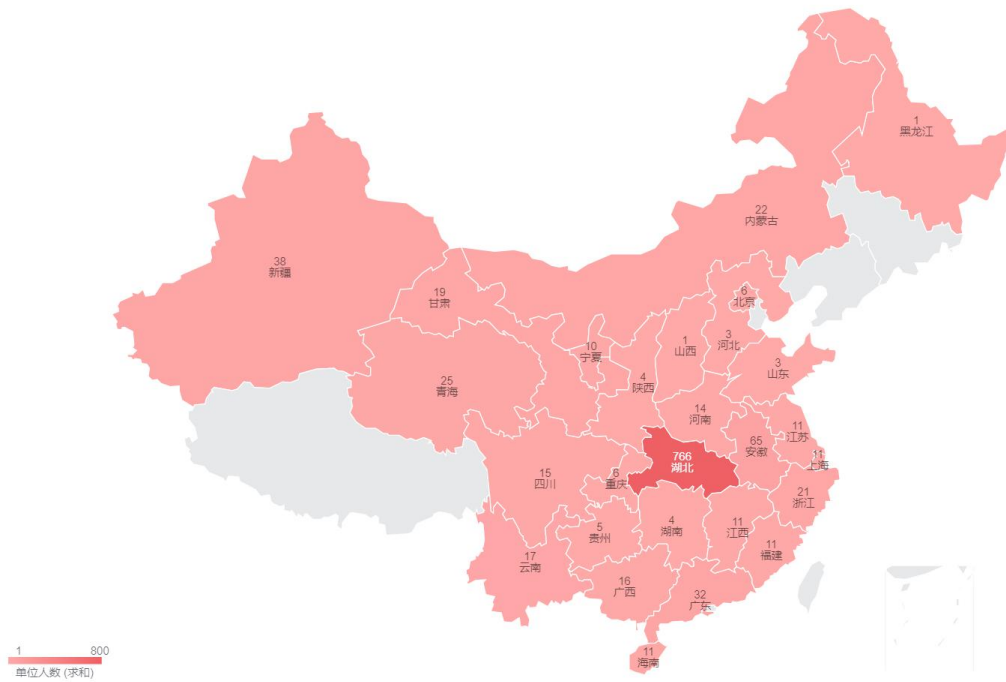 1
黑龙江
22
内蒙古
38
新疆
19
甘肃
6
北京
10
宁夏
1
山西
3
河北
3
山东
25
青海
4
陕西
14
河南
11
江苏
65
安徽
11
上海
766
湖北
15
四川
6
重庆
21
浙江
5
贵州
4
湖南
11
江西
11
福建
17
云南
16
广西
32
广东
11
海南
1 800
单位人数 (求和)